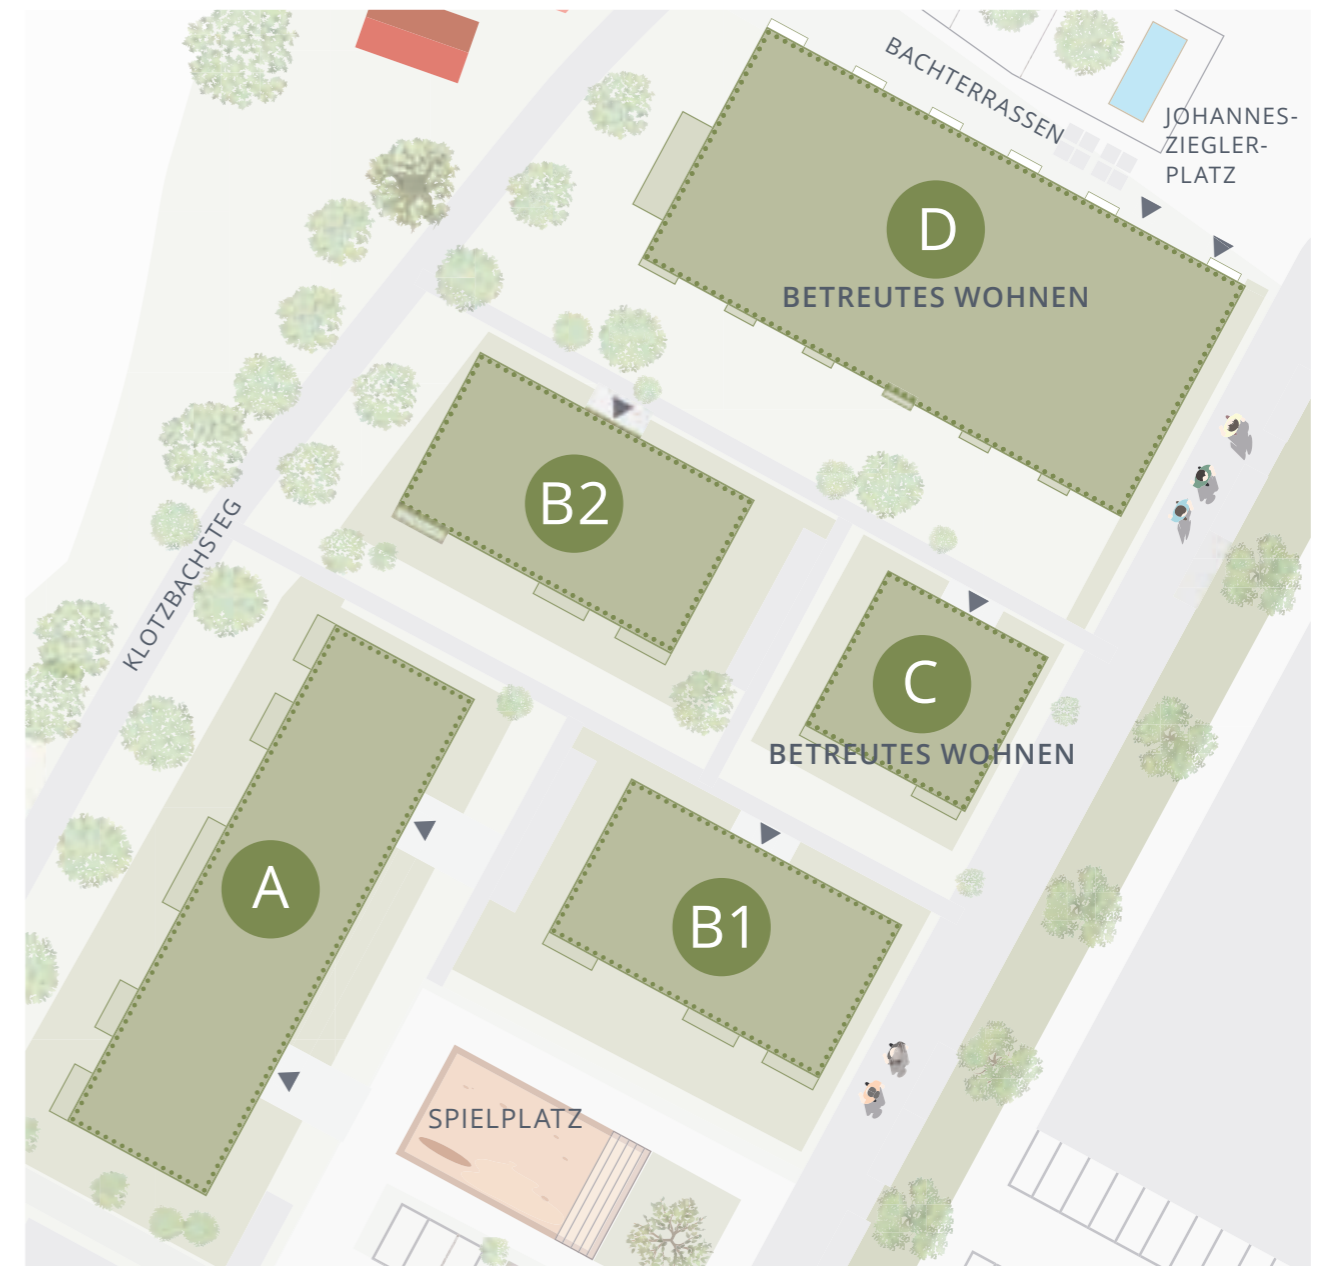 BACHTERRASSEN
JOHANNES-
ZIEGLER-
PLATZ
D
BETREUTES WOHNEN
B2
KLOTZBACHSTEG
C
BETREUTES WOHNEN
A
B1
SPIELPLATZ